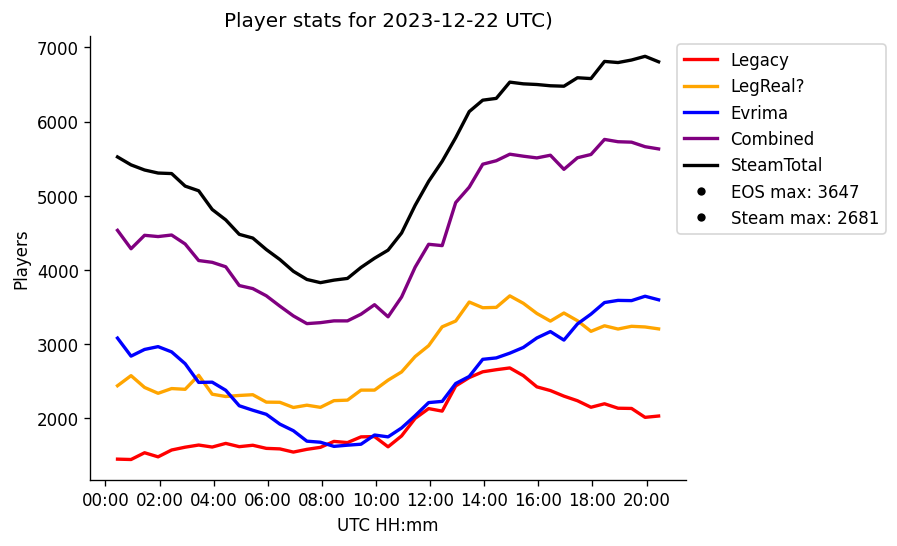 Player stats for 2023-12-22 UTC)
7000
6000
5000
4000
3000
2000
Players
00:00 02:00 04:00 06:00 08:00 10:00 12:00 14:00 16:00 18:00 20:00
UTC HH:mm
Legacy
LegReal?
Evrima
Combined
SteamTotal
EOS max: 3647
Steam max: 2681